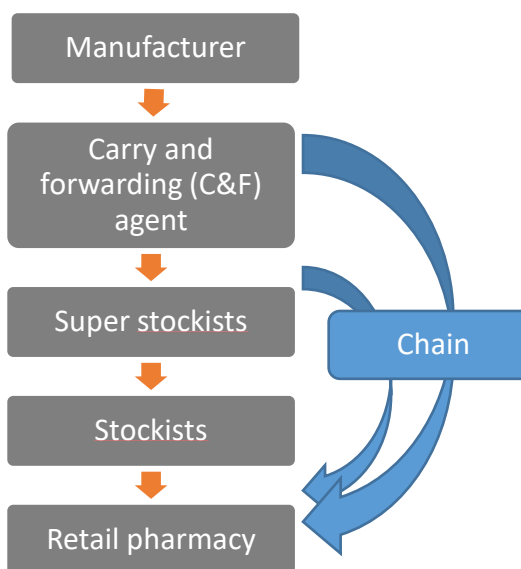 Manufacturer
Carry and
forwarding (C&F)
agent
Super stockists
Chain
Stockists
Retail pharmacy